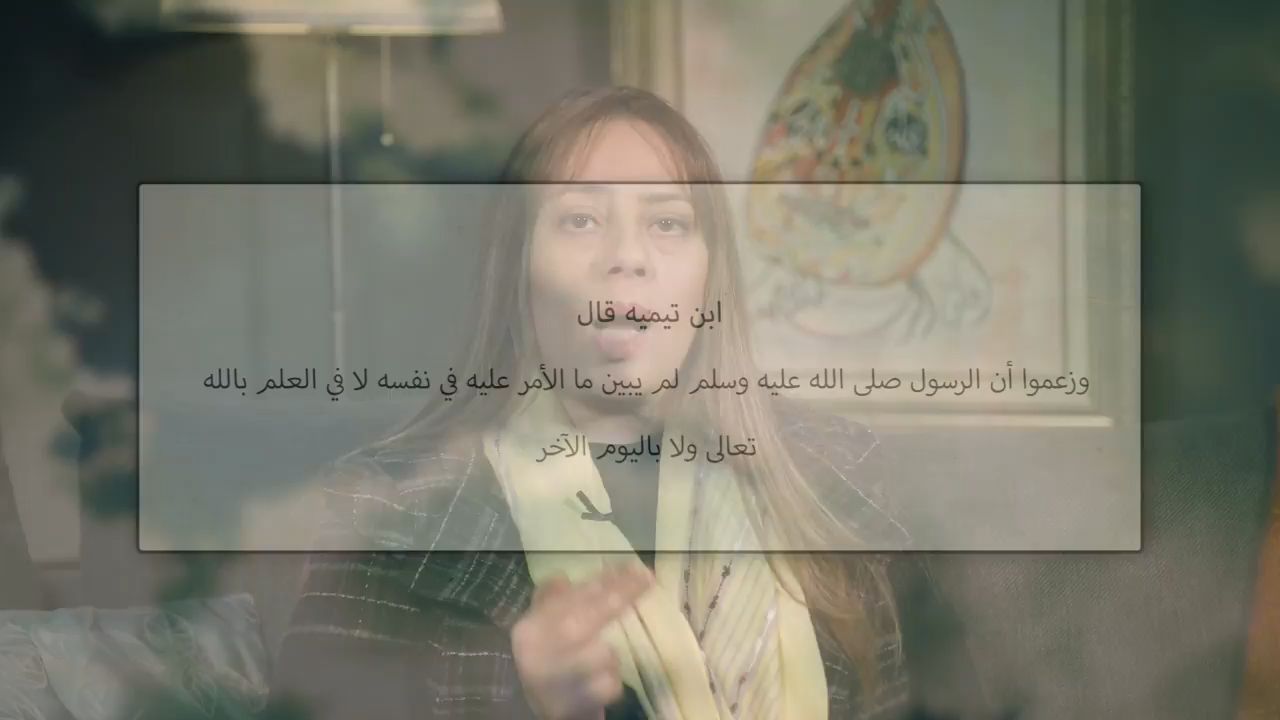 ابن تيميه قال
وزعموا أن الرسول صلى الله عليه وسلم لم يبين ما الأمر عليه في نفسه لا في العلم بالله
تعالى ولا باليوم الآخر